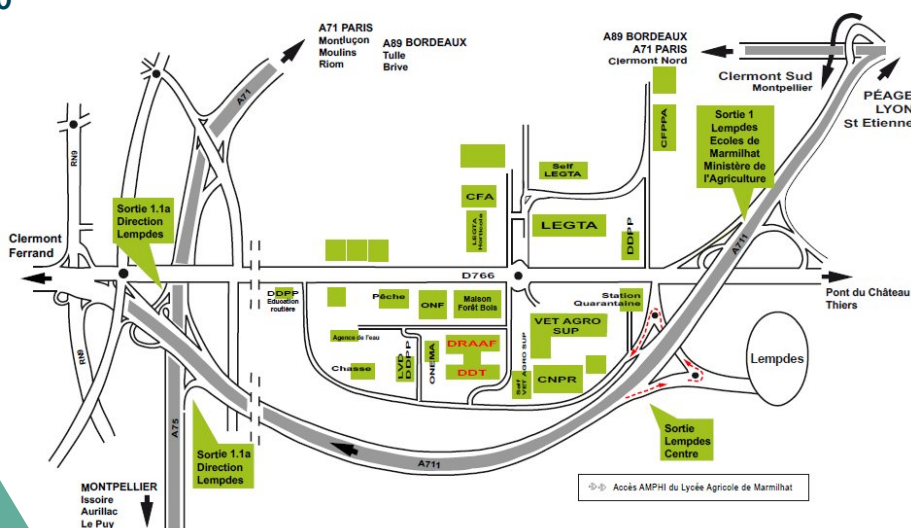 A71 PARIS
Montluçon
Moulins
Riom
A89 BORDEAUX
Tulle
Brive
A89 BORDEAUX
A71 PARIS
Clermont Nord
Clermont Sud
Montpellier
PÉAGE
LYON
St Etienne
A71
RN9
CFPPA
Sortie 1
Lempdes
Ecoles de
Marmilhat
Ministère de
l'Agriculture
Self
LEGTA
CFA
LEGTA
Horticole
LEGTA
DDPP
Sortie 1.1a
Direction
Lempdes
A711
Clermont
Ferrand
D766
Pont du Château
Thiers
DDPP
Education
routière
Pêche
ONF
Maison
Forêt Bois
Station
Quarantaine
VET AGRO
SUP
Agence de l'eau
Chasse
LVD
DDPP
ONEMA
DRAAF
DDT
Self
VET AGRO SUP
CNPR
Lempdes
RN9
A75
Sortie 1.1a
Direction
Lempdes
A711
Sortie
Lempdes
Centre
MONTPELLIER
Issoire
Aurillac
Le Puy
Accès AMPHI du Lycée Agricole de Marmilhat